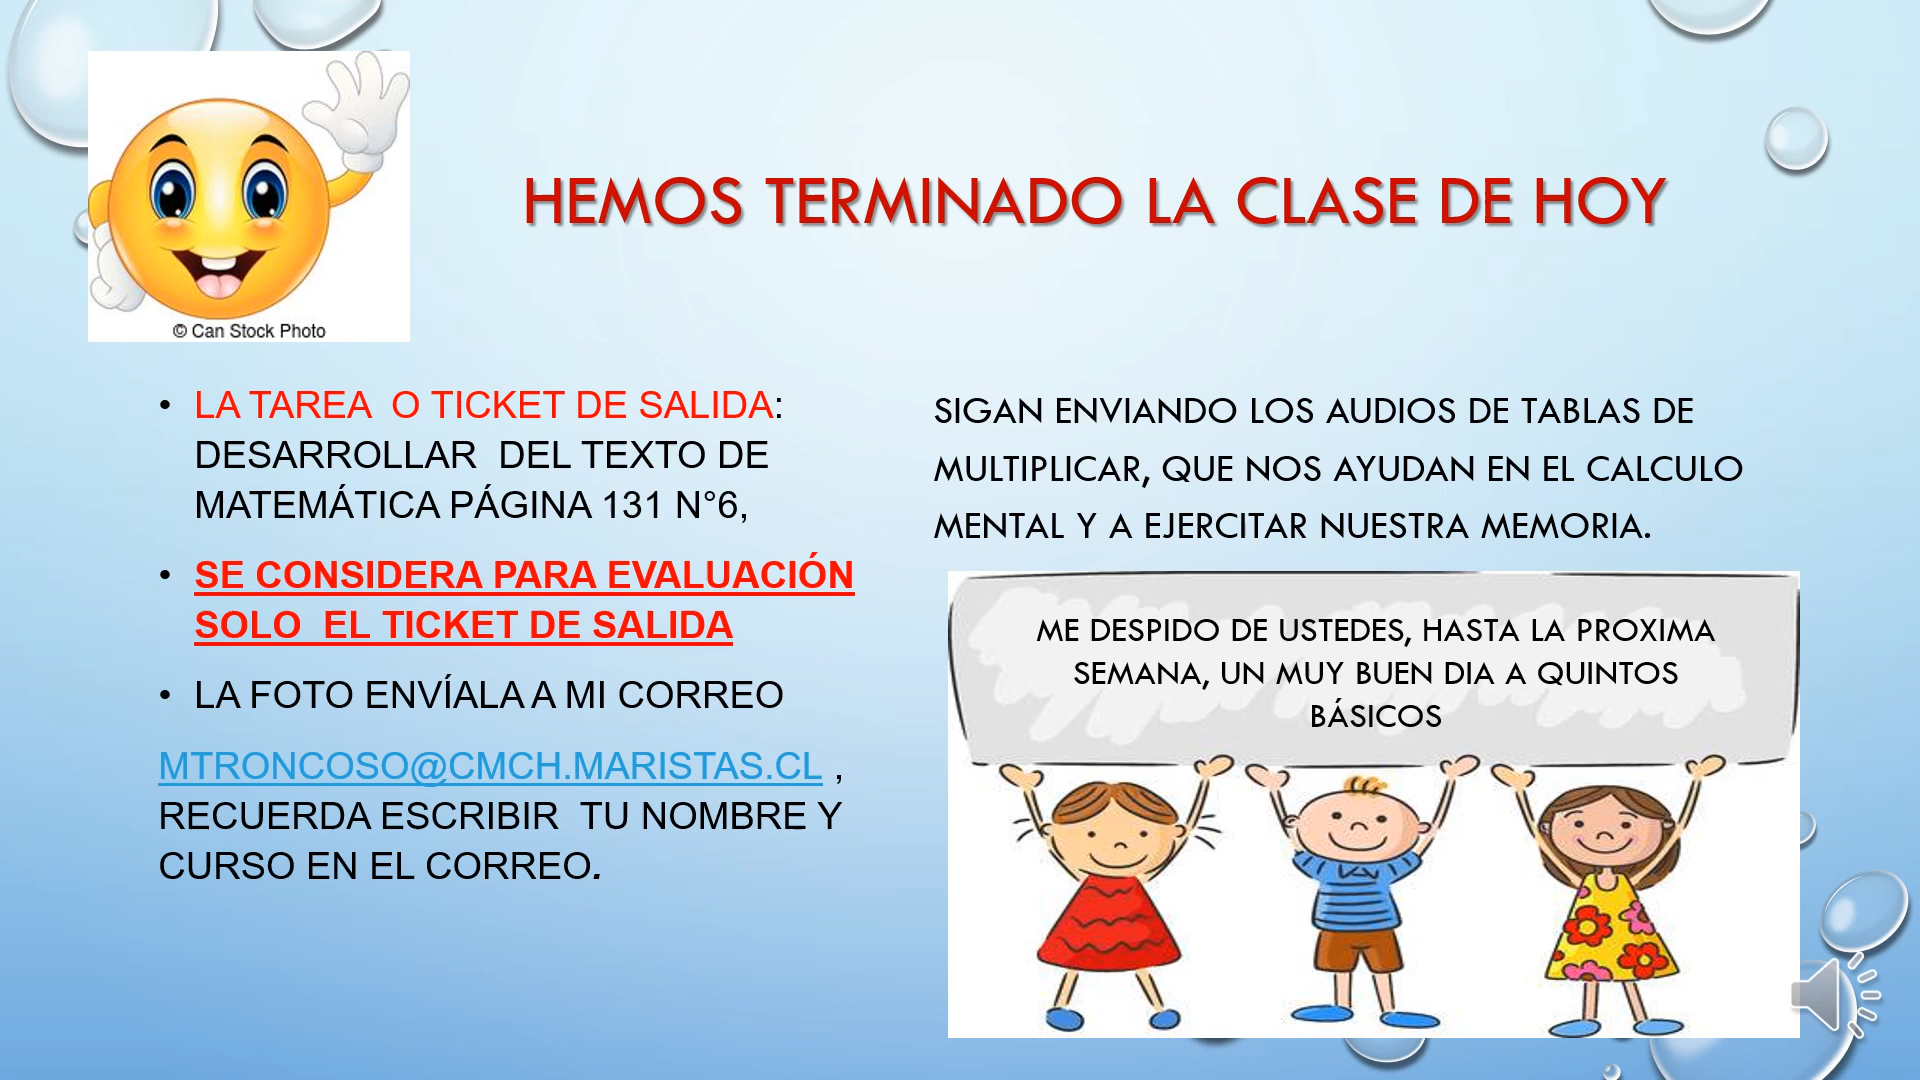 © Can Stock Photo
HEMOS TERMINADO LA CLASE DE HOY
• LA TAREA  O TICKET DE SALIDA:
DESARROLLAR  DEL TEXTO DE
MATEMÁTICA PÁGINA 131 N°6,
• SE CONSIDERA PARA EVALUACIÓN
SOLO  EL TICKET DE SALIDA
• LA FOTO ENVÍALA A MI CORREO
MTRONCOSO@CMCH.MARISTAS.CL ,
RECUERDA ESCRIBIR  TU NOMBRE Y
CURSO EN EL CORREO.
SIGAN ENVIANDO LOS AUDIOS DE TABLAS DE
MULTIPLICAR, QUE NOS AYUDAN EN EL CALCULO
MENTAL Y A EJERCITAR NUESTRA MEMORIA.
ME DESPIDO DE USTEDES, HASTA LA PROXIMA
SEMANA, UN MUY BUEN DIA A QUINTOS
BÁSICOS